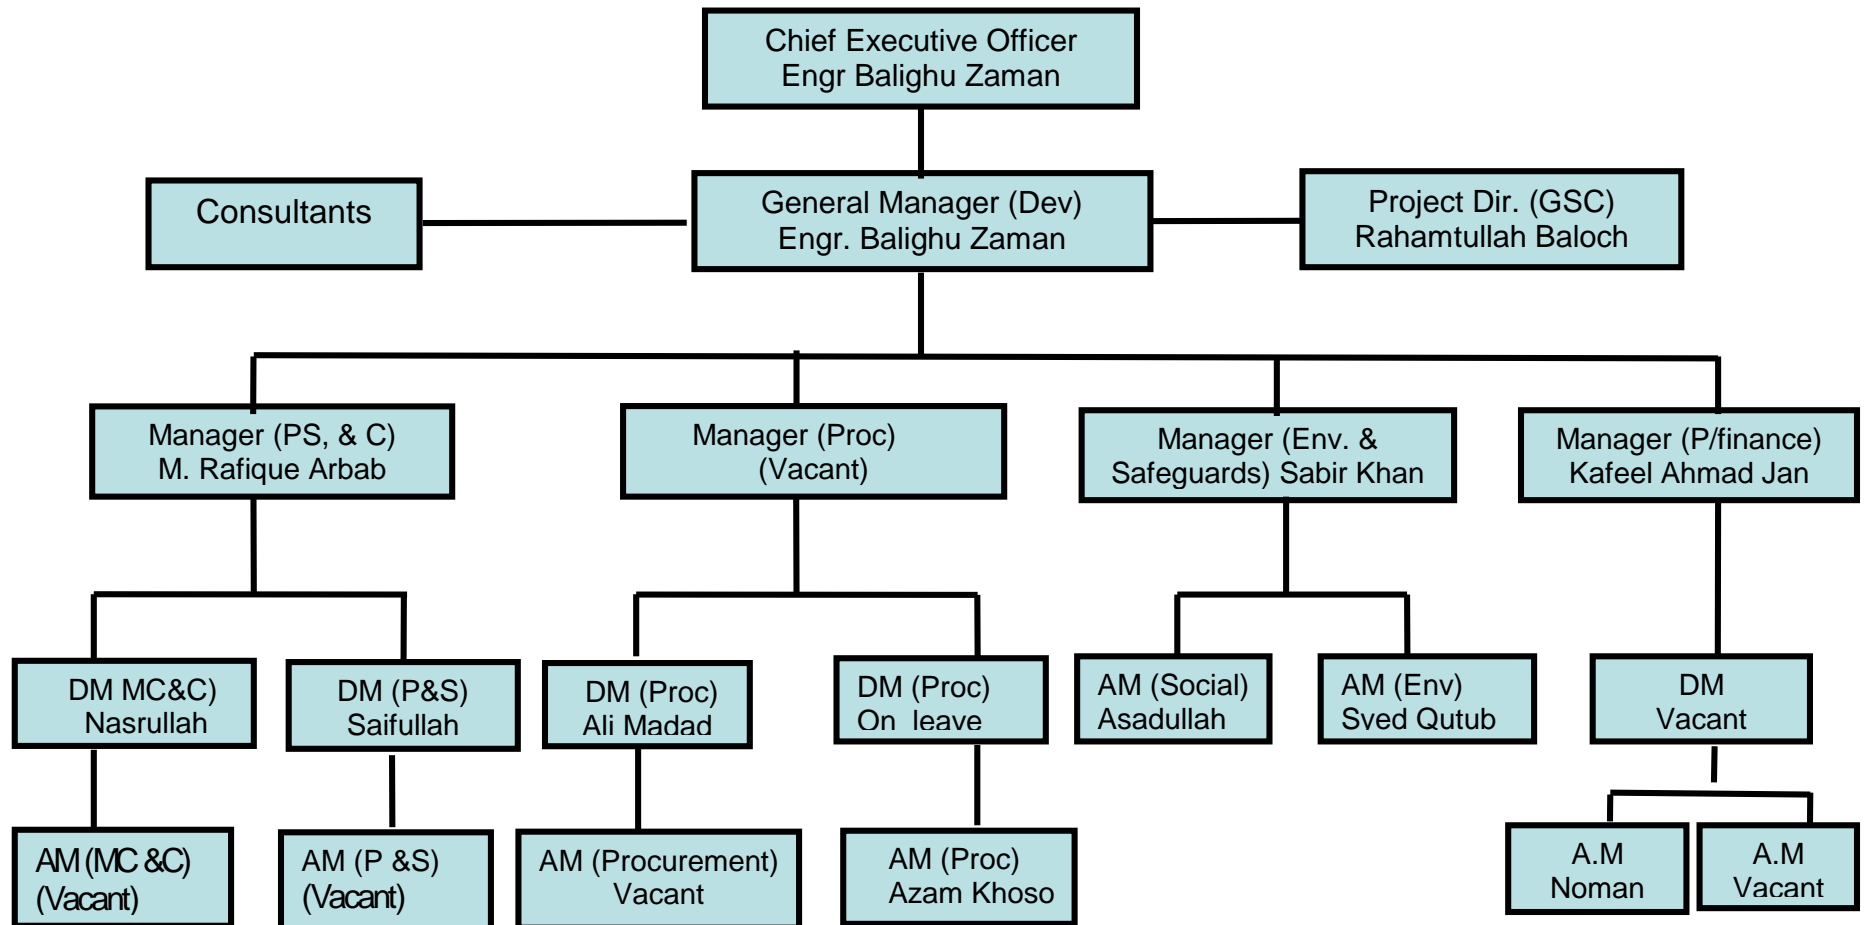 Chief Executive Officer
Engr Balighu Zaman
Consultants
General Manager (Dev)
Engr. Balighu Zaman
Project Dir. (GSC)
Rahamtullah Baloch
Manager (PS, & C)
M. Rafique Arbab
Manager (Proc)
(Vacant)
Manager (Env. &
Safeguards) Sabir Khan
Manager (P/finance)
Kafeel Ahmad Jan
DM MC&C)
Nasrullah
DM (P&S)
Saifullah
DM (Proc)
Ali Madad
DM (Proc)
On leave
AM (Social)
Asadullah
AM (Env)
Syed Qutub
DM
Vacant
AM (MC &C)
(Vacant)
AM (P &S)
(Vacant)
AM (Procurement)
Vacant
AM (Proc)
Azam Khoso
A.M
Noman
A.M
Vacant